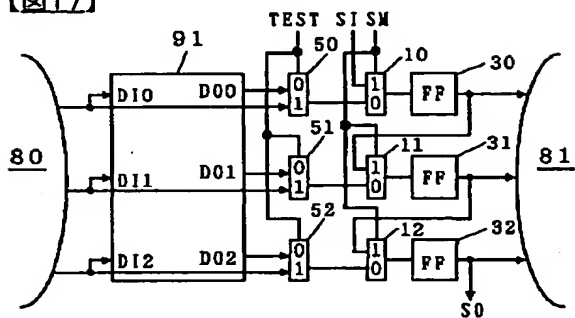 【図17】
TEST SI SM
91 50 10 30
DI0 DO0 0 1 1 0 FF
80 51 11 31 81
DI1 DO1 0 1 1 0 FF
52 12 32
DI2 DO2 0 1 1 0 FF
SO